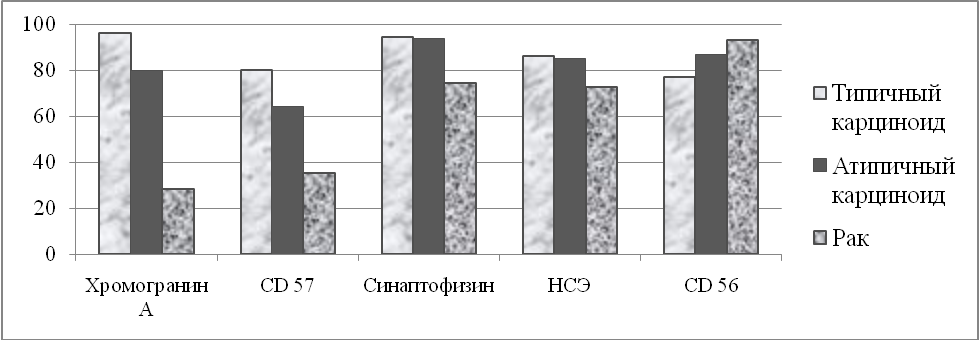 100
80
60
40
20
0
Хромогранин
А
CD 57
Синаптофизин
НСЭ
CD 56
Типичный
карциноид
Атипичный
карциноид
Рак